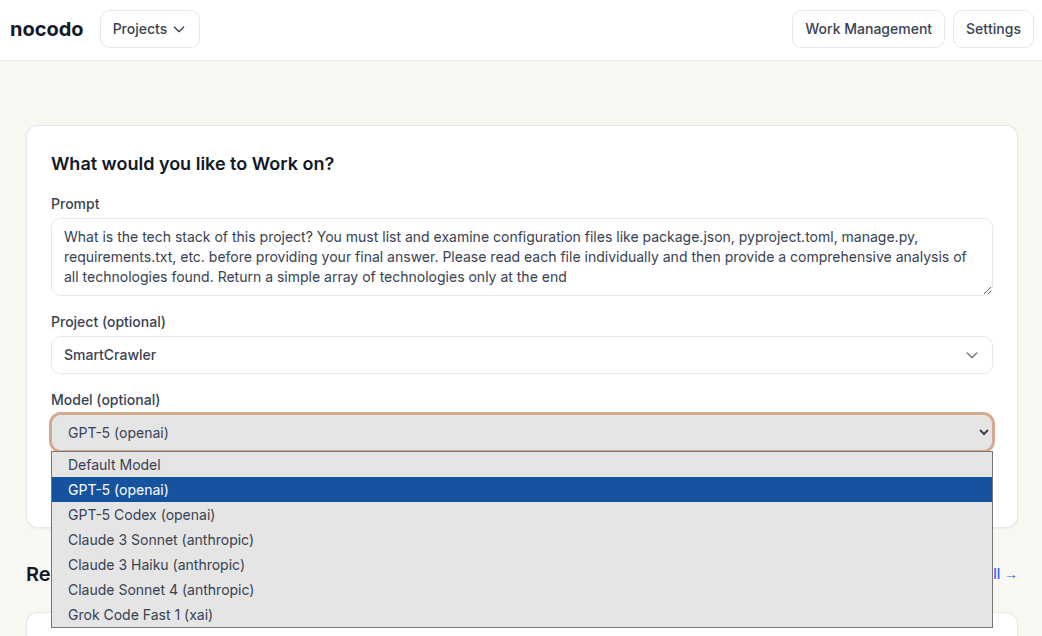 nocodo
Projects
Work Management
Settings
What would you like to Work on?
Prompt
What is the tech stack of this project? You must list and examine configuration files like package.json, pyproject.toml, manage.py,
requirements.txt, etc. before providing your final answer. Please read each file individually and then provide a comprehensive analysis of
all technologies found. Return a simple array of technologies only at the end
Project (optional)
SmartCrawler
Model (optional)
GPT-5 (openai)
Default Model
GPT-5 (openai)
GPT-5 Codex (openai)
Claude 3 Sonnet (anthropic)
Claude 3 Haiku (anthropic)
Re
ll →
Claude Sonnet 4 (anthropic)
Grok Code Fast 1 (xai)